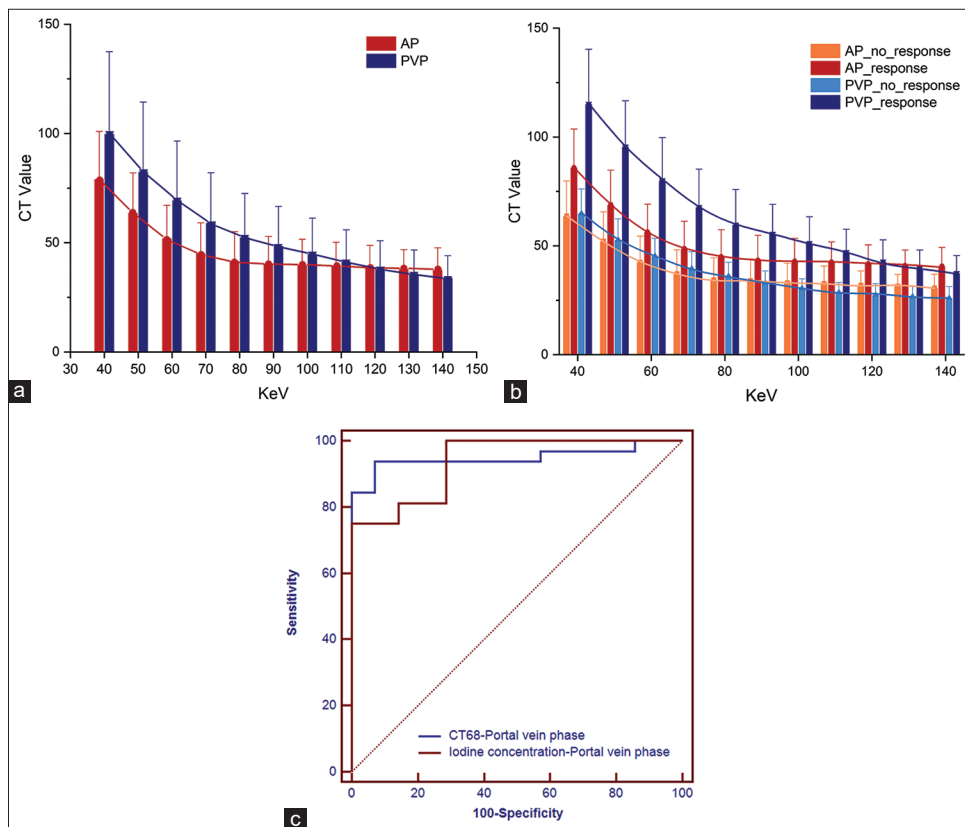 150
100
50
0
CT Value
AP
PVP
30 40 50 60 70 80 90 100 110 120 130 140 150
KeV
a
150
100
50
0
CT Value
AP_no_response
AP_response
PVP_no_response
PVP_response
40 60 80 100 120 140
KeV
b
100
80
60
40
20
0
Sensitivity
CT68-Portal vein phase
Iodine concentration-Portal vein phase
0 20 40 60 80 100
100-Specificity
c